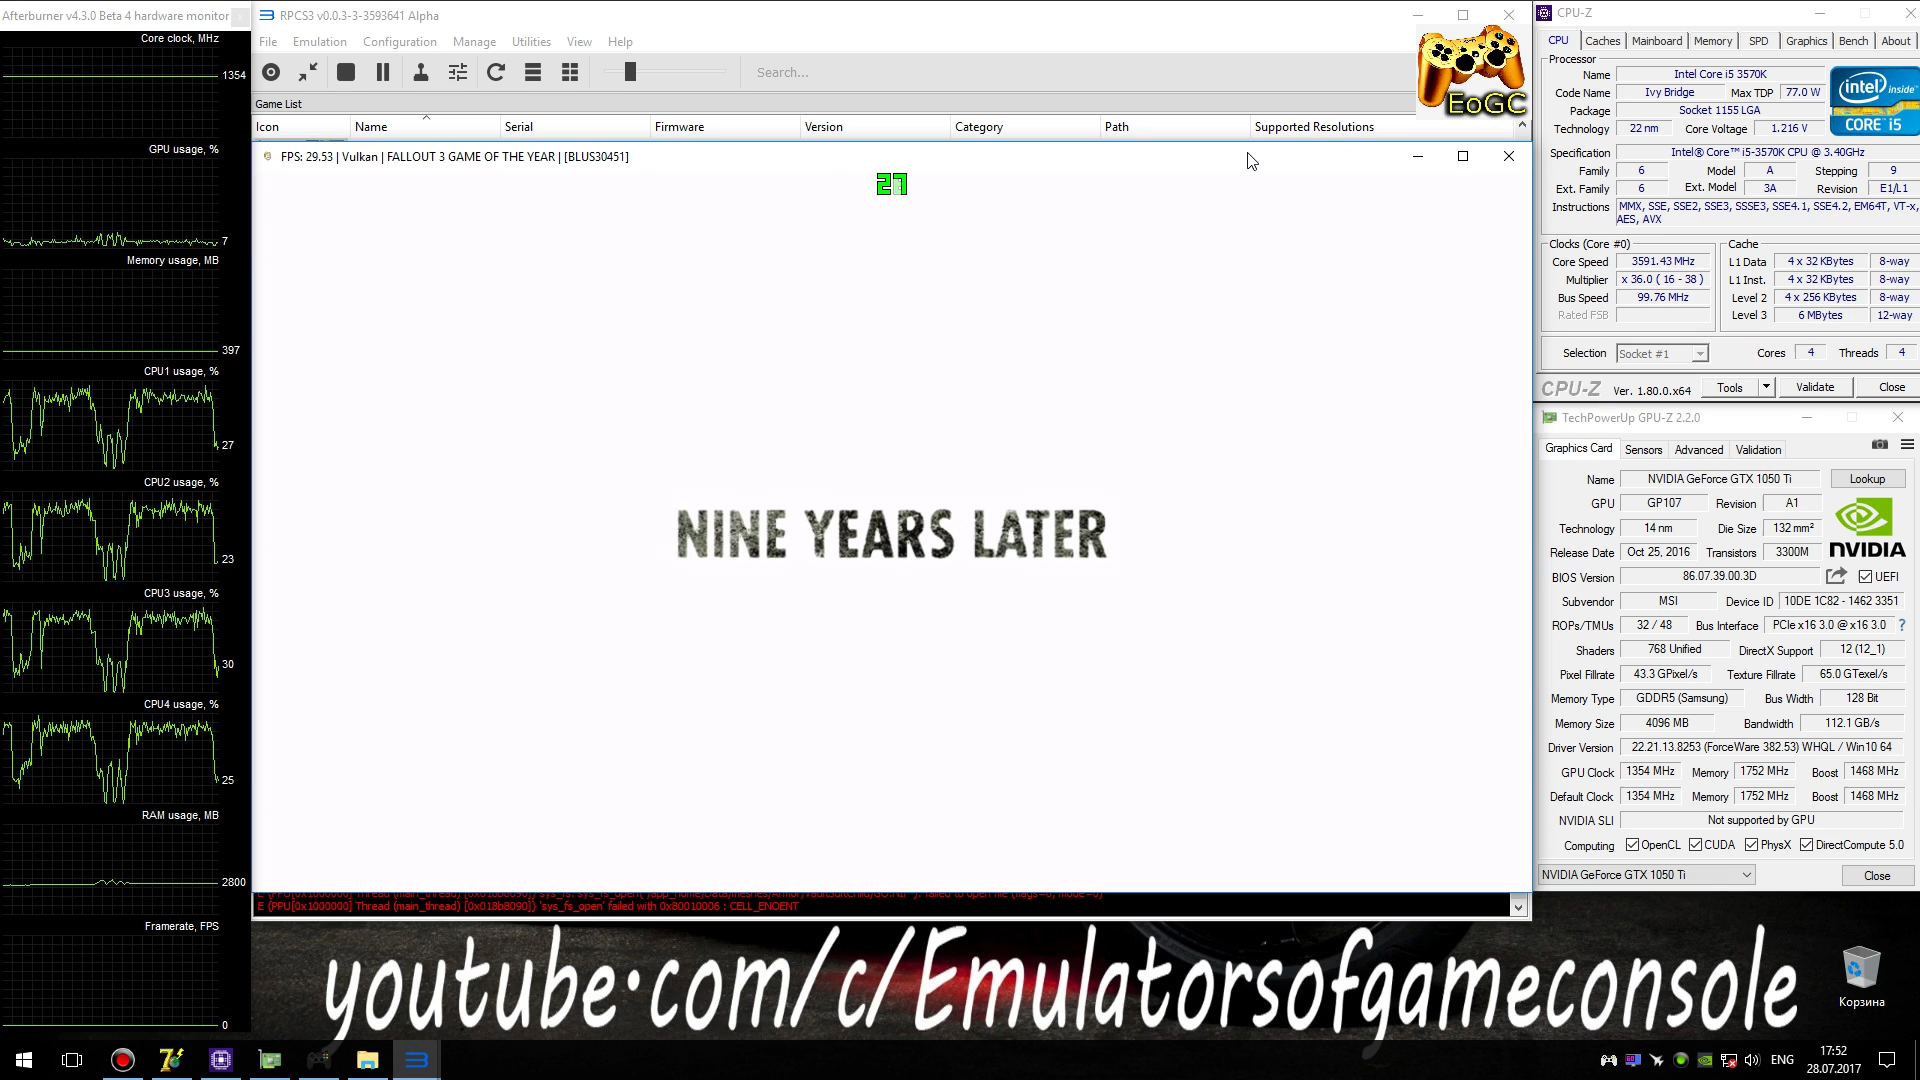 Afterburner v4.3.0 Beta 4 hardware monitor
Core clock, MHz
1354
GPU usage, %
7
Memory usage, MB
397
CPU1 usage, %
27
CPU2 usage, %
23
CPU3 usage, %
30
CPU4 usage, %
25
RAM usage, MB
2800
Framerate, FPS
0
RPCS3 v0.0.3-3-3593641 Alpha
File Emulation Configuration Manage Utilities View Help
Search...
EoGC
Game List
Icon Name Serial Firmware Version Category Path Supported Resolutions
FPS: 29.53 | Vulkan | FALLOUT 3 GAME OF THE YEAR | [BLUS30451]
27
NINE YEARS LATER
E {PPU[0x1000000] Thread (main_thread) [0x018b8090]} 'sys_fs_open' failed with 0x80010006 : CELL_ENOENT
CPU-Z
CPU Caches Mainboard Memory SPD Graphics Bench About
Processor
Name Intel Core i5 3570K
Code Name Ivy Bridge Max TDP 77.0 W
Package Socket 1155 LGA
Technology 22 nm Core Voltage 1.216 V
intel inside™
CORE i5
Specification Intel® Core™ i5-3570K CPU @ 3.40GHz
Family 6 Model A Stepping 9
Ext. Family 6 Ext. Model 3A Revision E1/L1
Instructions MMX, SSE, SSE2, SSE3, SSSE3, SSE4.1, SSE4.2, EM64T, VT-x,
AES, AVX
Clocks (Core #0)
Core Speed 3591.43 MHz
Multiplier x 36.0 ( 16 - 38 )
Bus Speed 99.76 MHz
Rated FSB
Cache
L1 Data 4 x 32 KBytes 8-way
L1 Inst. 4 x 32 KBytes 8-way
Level 2 4 x 256 KBytes 8-way
Level 3 6 MBytes 12-way
Selection Socket #1 Cores 4 Threads 4
CPU-Z Ver. 1.80.0.x64 Tools Validate Close
TechPowerUp GPU-Z 2.2.0
Graphics Card Sensors Advanced Validation
Name NVIDIA GeForce GTX 1050 Ti Lookup
GPU GP107 Revision A1
Technology 14 nm Die Size 132 mm²
Release Date Oct 25, 2016 Transistors 3300M
NVIDIA
BIOS Version 86.07.39.00.3D UEFI
Subvendor MSI Device ID 10DE 1C82 - 1462 3351
ROPs/TMUs 32 / 48 Bus Interface PCIe x16 3.0 @ x16 3.0 ?
Shaders 768 Unified DirectX Support 12 (12_1)
Pixel Fillrate 43.3 GPixel/s Texture Fillrate 65.0 GTexel/s
Memory Type GDDR5 (Samsung) Bus Width 128 Bit
Memory Size 4096 MB Bandwidth 112.1 GB/s
Driver Version 22.21.13.8253 (ForceWare 382.53) WHQL / Win10 64
GPU Clock 1354 MHz Memory 1752 MHz Boost 1468 MHz
Default Clock 1354 MHz Memory 1752 MHz Boost 1468 MHz
NVIDIA SLI Not supported by GPU
Computing OpenCL CUDA PhysX DirectCompute 5.0
NVIDIA GeForce GTX 1050 Ti Close
youtube.com/c/Emulatorsofgameconsole
Корзина
ENG
17:52
28.07.2017